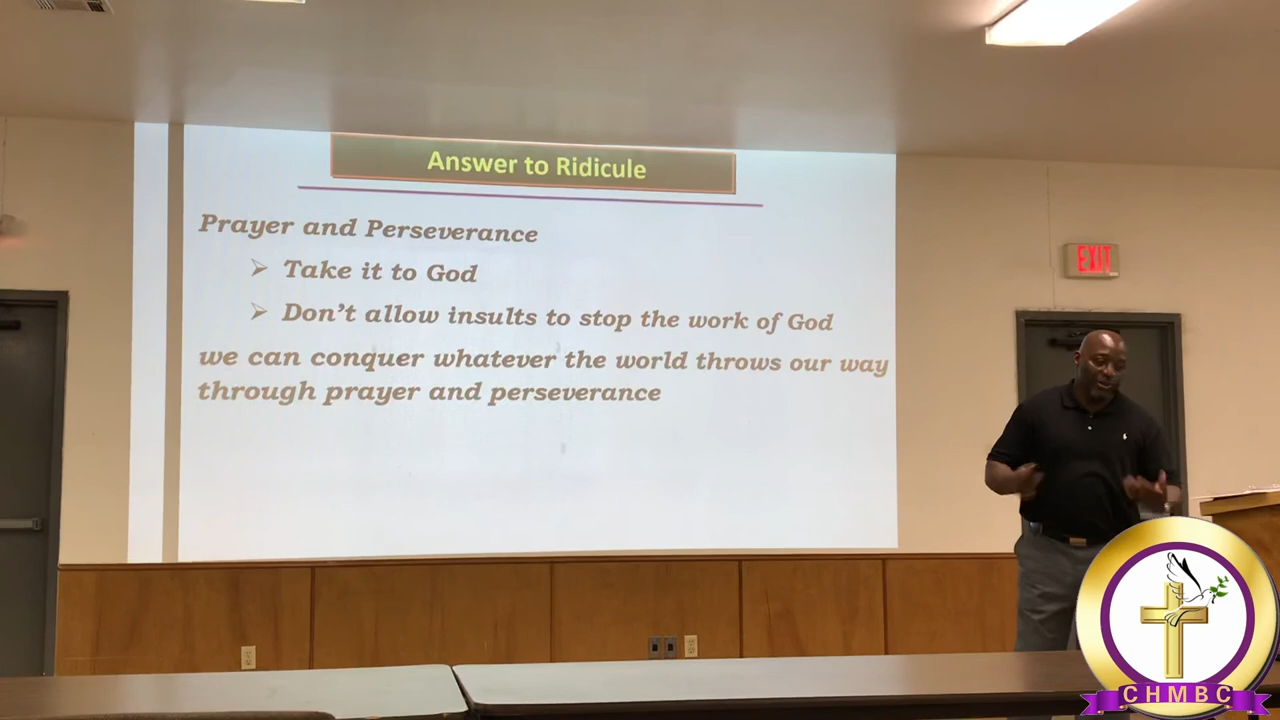 Answer to Ridicule
Prayer and Perseverance
Take it to God
Don't allow insults to stop the work of God
we can conquer whatever the world throws our way
through prayer and perseverance
EXIT
CHMBC